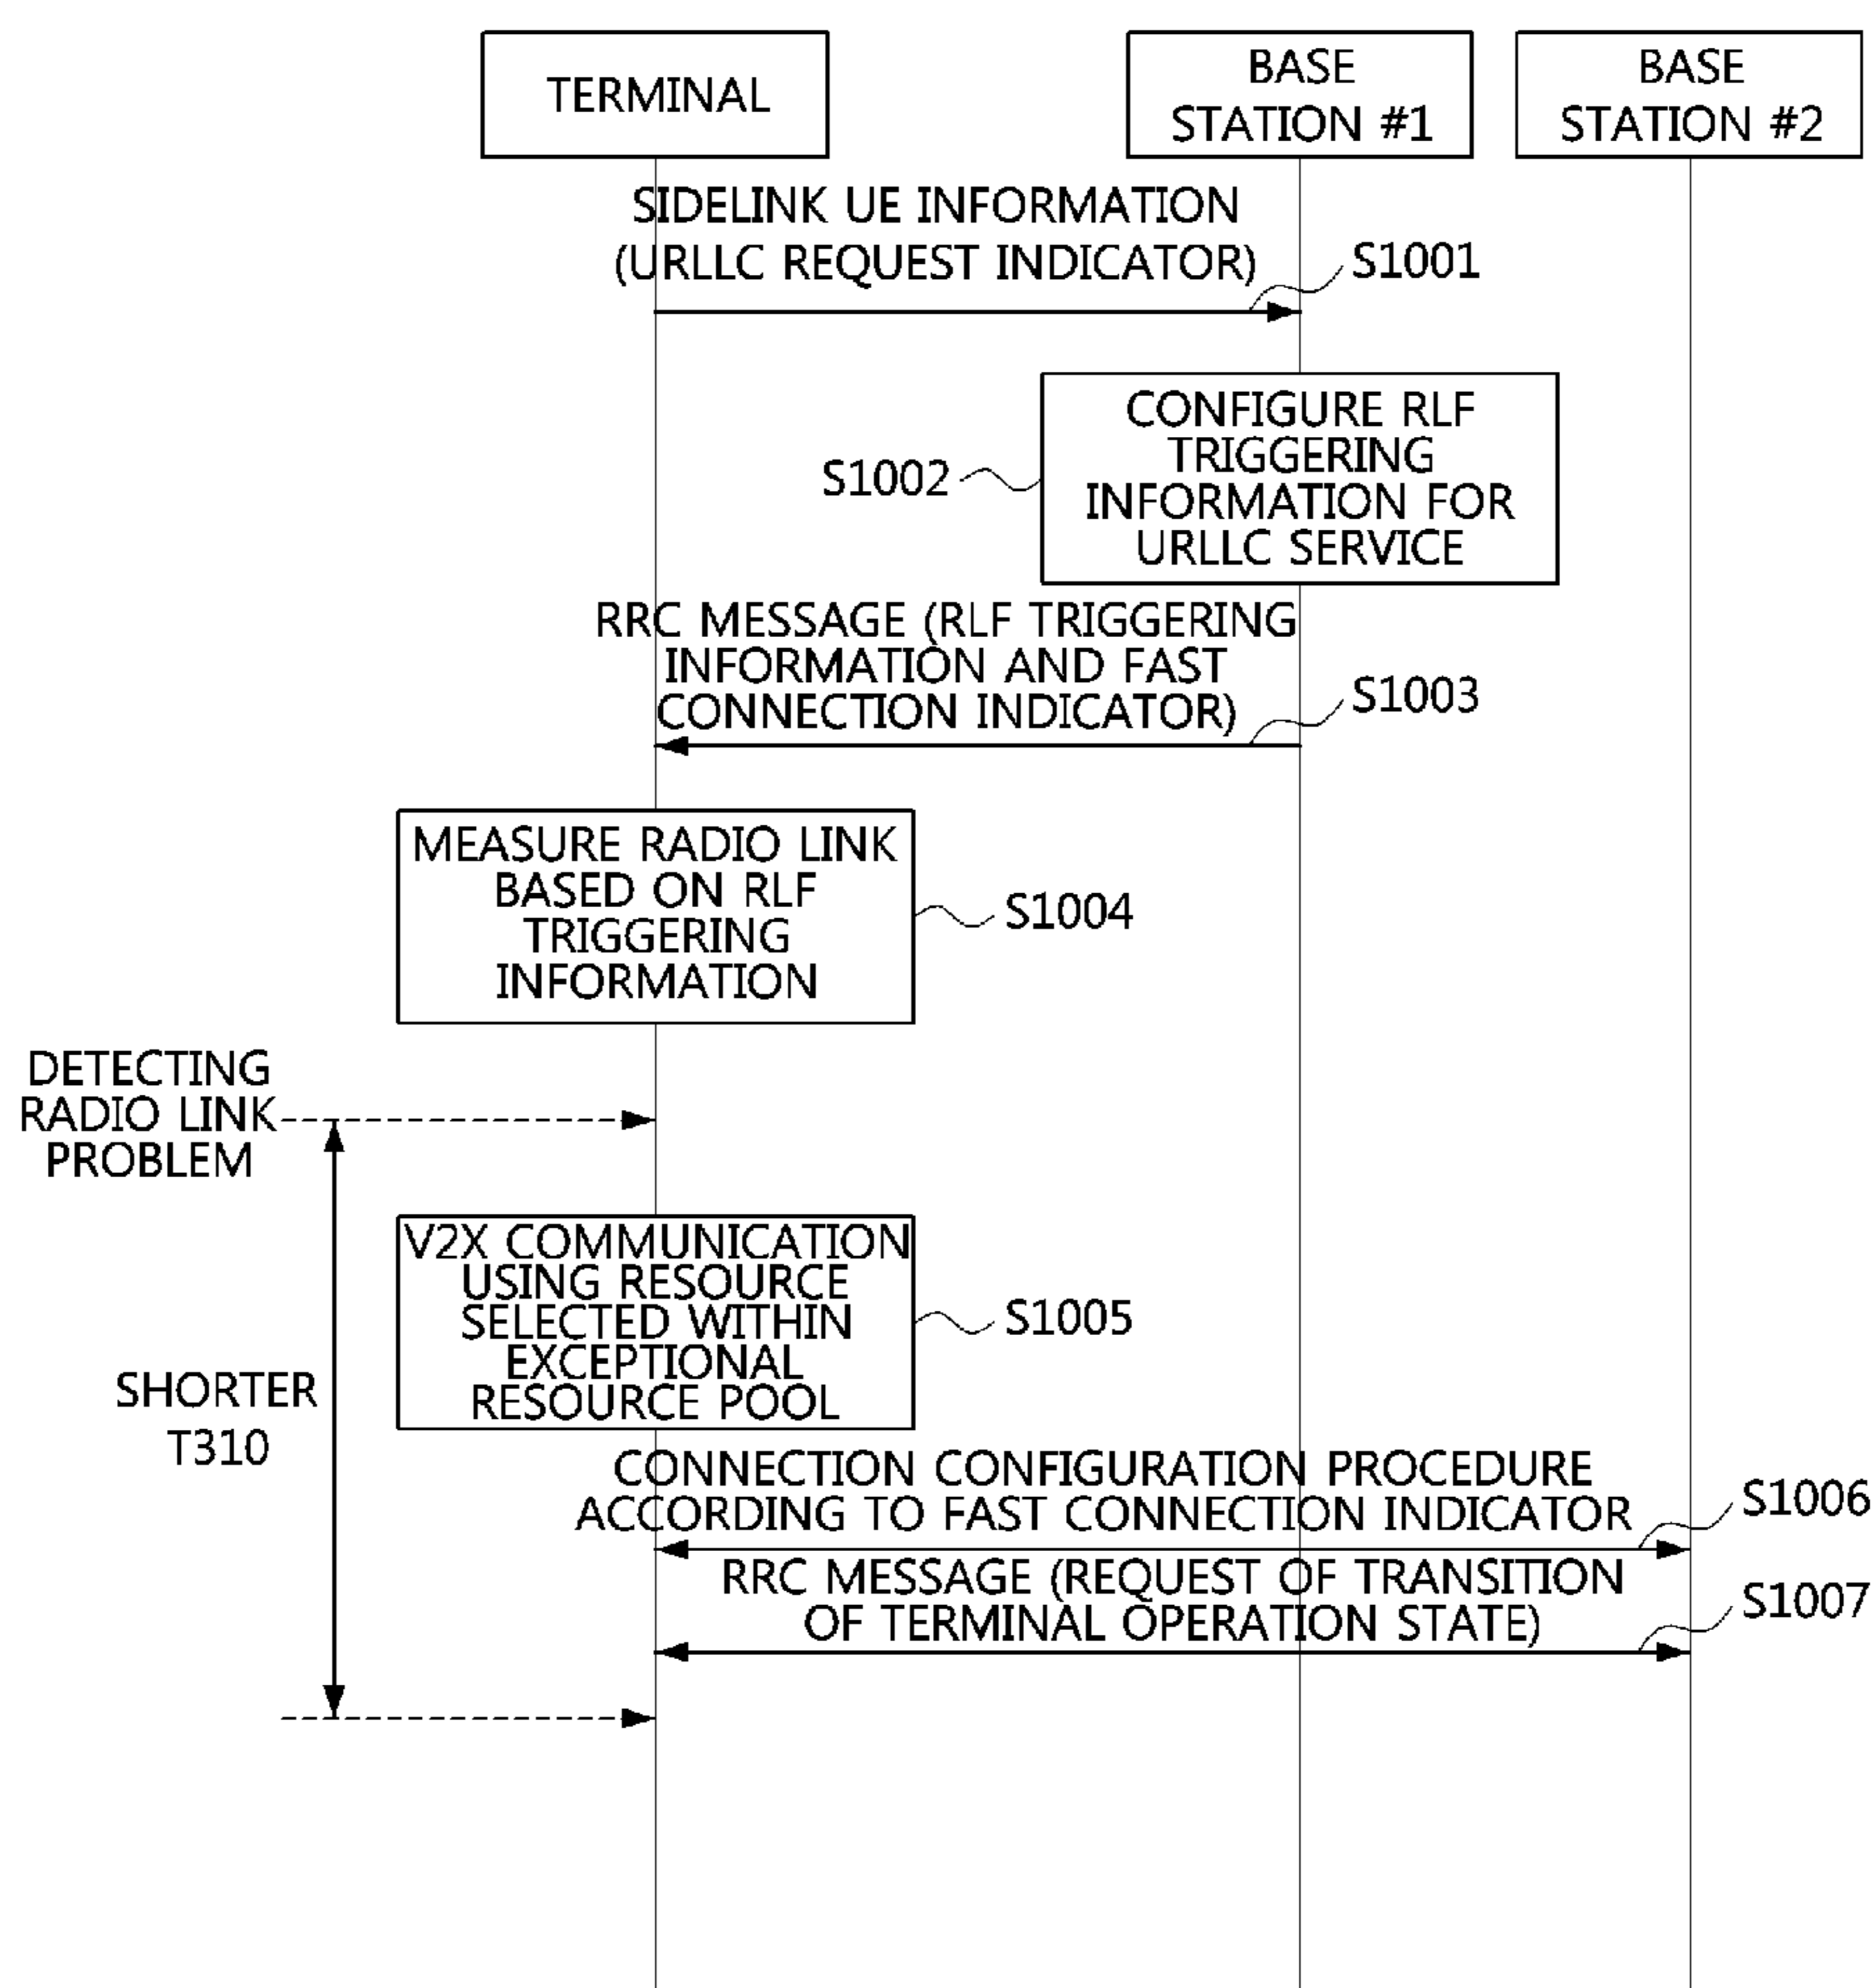 TERMINAL
BASE
STATION #1
BASE
STATION #2
SIDELINK UE INFORMATION
(URLLC REQUEST INDICATOR)
S1001
CONFIGURE RLF
TRIGGERING
INFORMATION FOR
URLLC SERVICE
S1002
RRC MESSAGE (RLF TRIGGERING
INFORMATION AND FAST
CONNECTION INDICATOR)
S1003
MEASURE RADIO LINK
BASED ON RLF
TRIGGERING
INFORMATION
S1004
DETECTING
RADIO LINK
PROBLEM
V2X COMMUNICATION
USING RESOURCE
SELECTED WITHIN
EXCEPTIONAL
RESOURCE POOL
S1005
SHORTER
T310
CONNECTION CONFIGURATION PROCEDURE
ACCORDING TO FAST CONNECTION INDICATOR
S1006
RRC MESSAGE (REQUEST OF TRANSITION
OF TERMINAL OPERATION STATE)
S1007